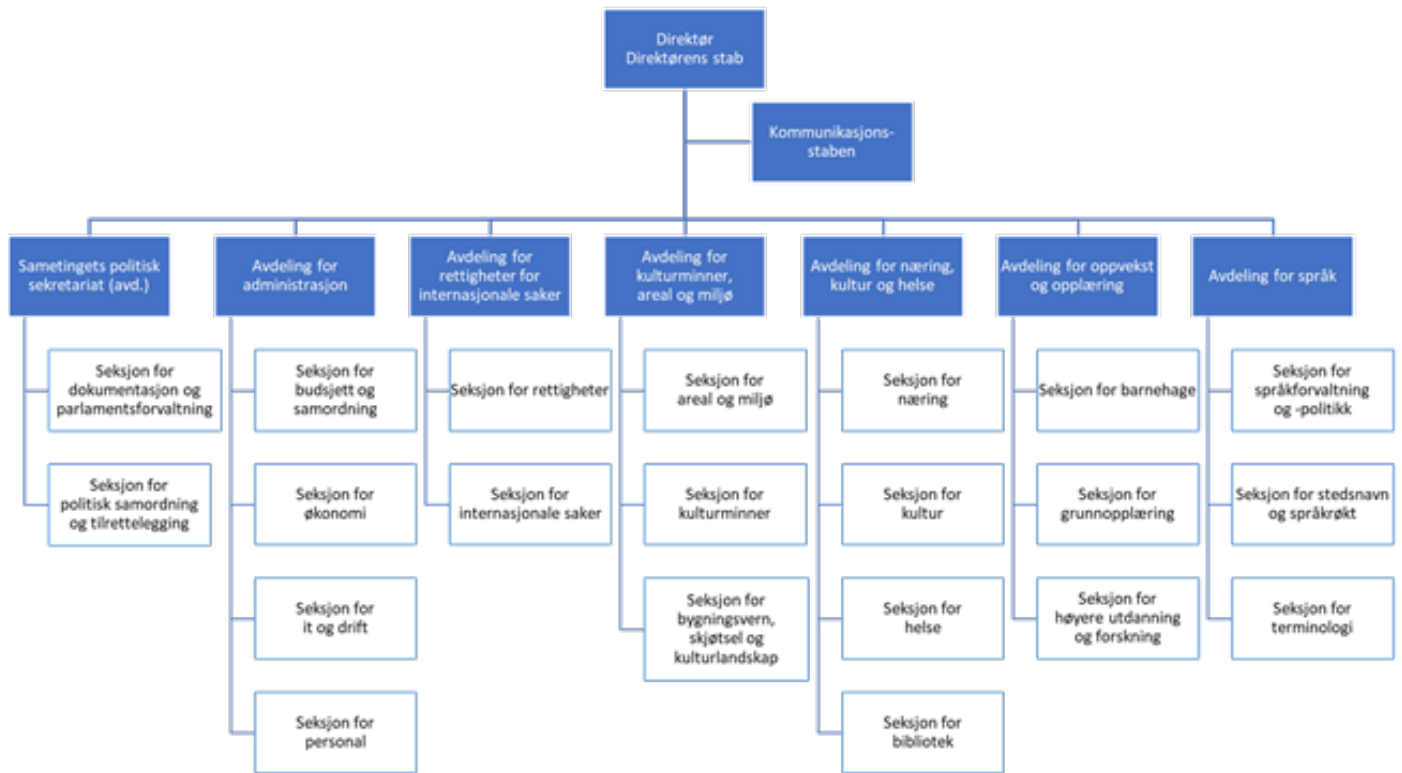 Direktør
Direktørens stab
Kommunikasjons-
staben
Sametingets politisk
sekretariat (avd.)
Seksjon for
dokumentasjon og
parlamentsforvaltning
Seksjon for
politisk samordning
og tilrettelegging
Avdeling for
administrasjon
Seksjon for
budsjett og
samordning
Seksjon for
økonomi
Seksjon for
it og drift
Seksjon for
personal
Avdeling for
rettigheter for
internasjonale saker
Seksjon for rettigheter
Seksjon for
internasjonale saker
Avdeling for
kulturminner,
areal og miljø
Seksjon for
areal og miljø
Seksjon for
kulturminner
Seksjon for
bygningsvern,
skjøtsel og
kulturlandskap
Avdeling for næring,
kultur og helse
Seksjon for
næring
Seksjon for
kultur
Seksjon for
helse
Seksjon for
bibliotek
Avdeling for oppvekst
og opplæring
Seksjon for barnehage
Seksjon for
grunnopplæring
Seksjon for
høyere utdanning
og forskning
Avdeling for språk
Seksjon for
språkforvaltning
og -politikk
Seksjon for stedsnavn
og språkrøkt
Seksjon for
terminologi